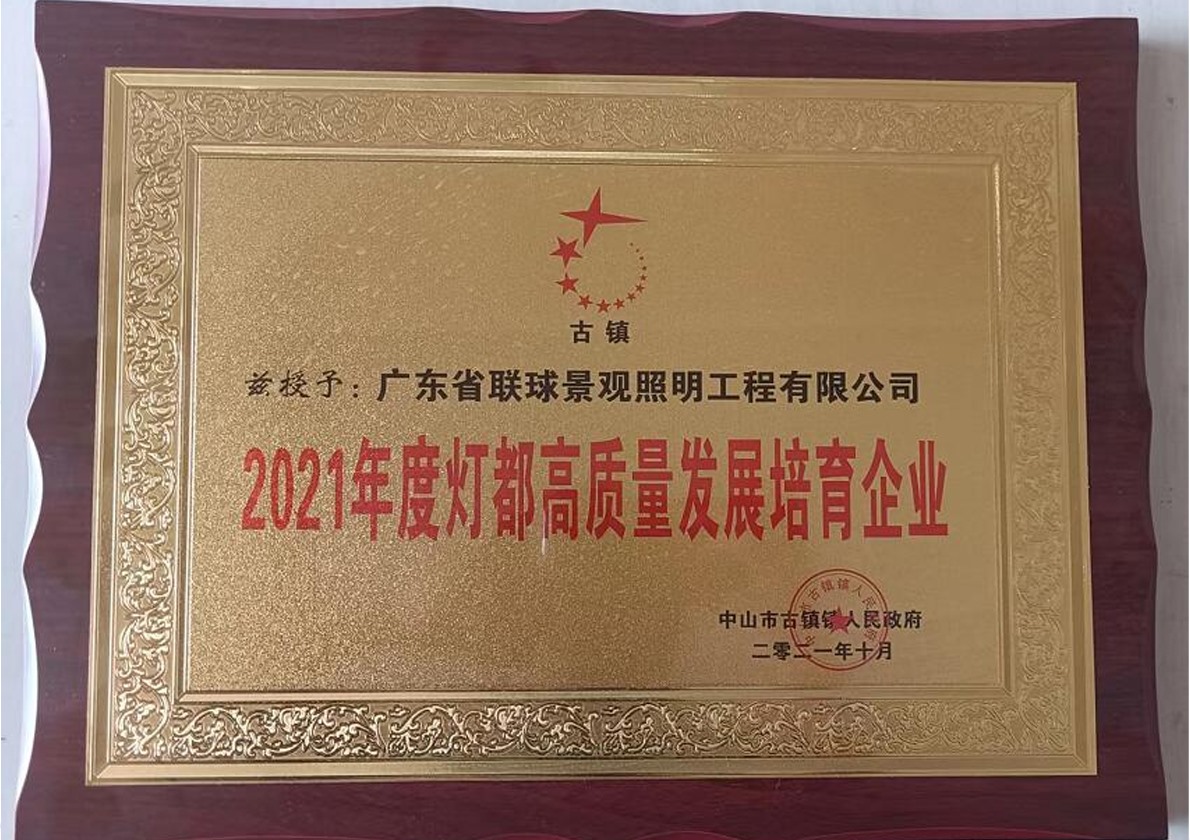 古镇
兹授予：广东省联球景观照明工程有限公司
2021年度灯都高质量发展培育企业
中山市古镇镇人民政府
二零二一年十月